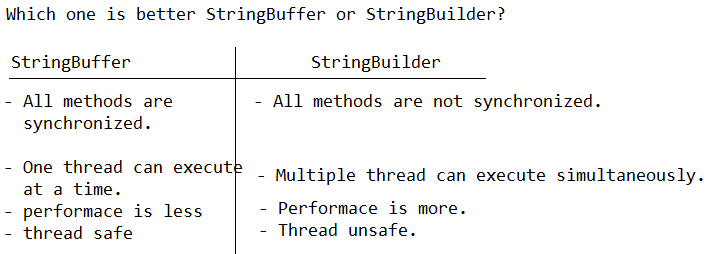 Which one is better StringBuffer or StringBuilder?
StringBuffer
- All methods are
synchronized.
- One thread can execute
at a time.
- performace is less
- thread safe
StringBuilder
- All methods are not synchronized.
- Multiple thread can execute simultaneously.
- Performace is more.
- Thread unsafe.